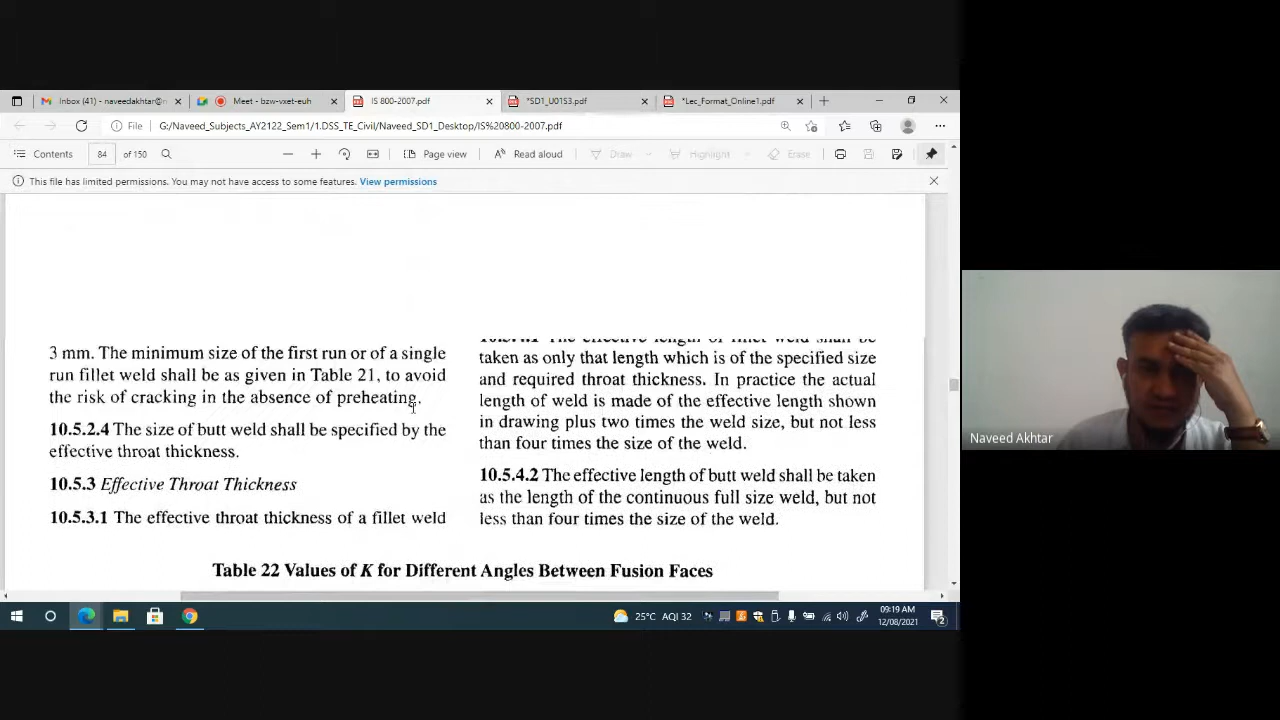 Inbox (41) - naveedakhtar@
Meet - bzw-vxet-euh
IS 800-2007.pdf
*SD1_U01S3.pdf
*Lec_Format_Online1.pdf
File
G:/Naveed_Subjects_AY2122_Sem1/1.DSS_TE_Civil/Naveed_SD1_Desktop/IS%20800-2007.pdf
Contents
84 of 150
Page view
Read aloud
Draw
Highlight
Erase
This file has limited permissions. You may not have access to some features. View permissions
3 mm. The minimum size of the first run or of a single
run fillet weld shall be as given in Table 21, to avoid
the risk of cracking in the absence of preheating.
10.5.2.4 The size of butt weld shall be specified by the
effective throat thickness.
10.5.3 Effective Throat Thickness
10.5.3.1 The effective throat thickness of a fillet weld
The effective length of fillet weld shall be
taken as only that length which is of the specified size
and required throat thickness. In practice the actual
length of weld is made of the effective length shown
in drawing plus two times the weld size, but not less
than four times the size of the weld.
10.5.4.2 The effective length of butt weld shall be taken
as the length of the continuous full size weld, but not
less than four times the size of the weld.
Table 22 Values of K for Different Angles Between Fusion Faces
Naveed Akhtar
25°C AQI 32
09:19 AM
12/08/2021
2